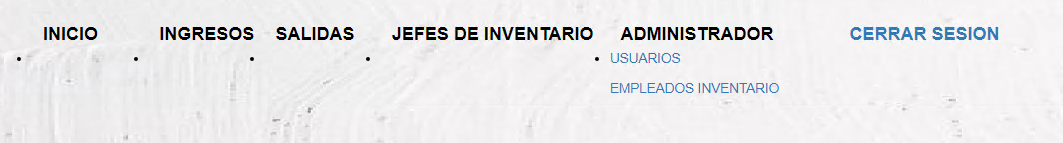 INICIO INGRESOS SALIDAS JEFES DE INVENTARIO ADMINISTRADOR CERRAR SESION
USUARIOS
EMPLEADOS INVENTARIO